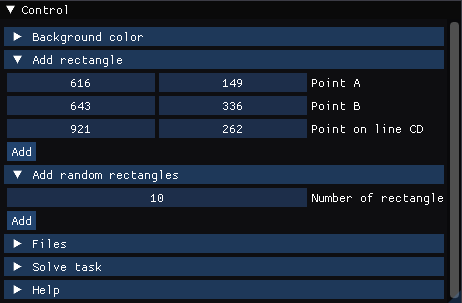 Control
Background color
Add rectangle
616 149 Point A
643 336 Point B
921 262 Point on line CD
Add
Add random rectangles
10 Number of rectangle
Add
Files
Solve task
Help